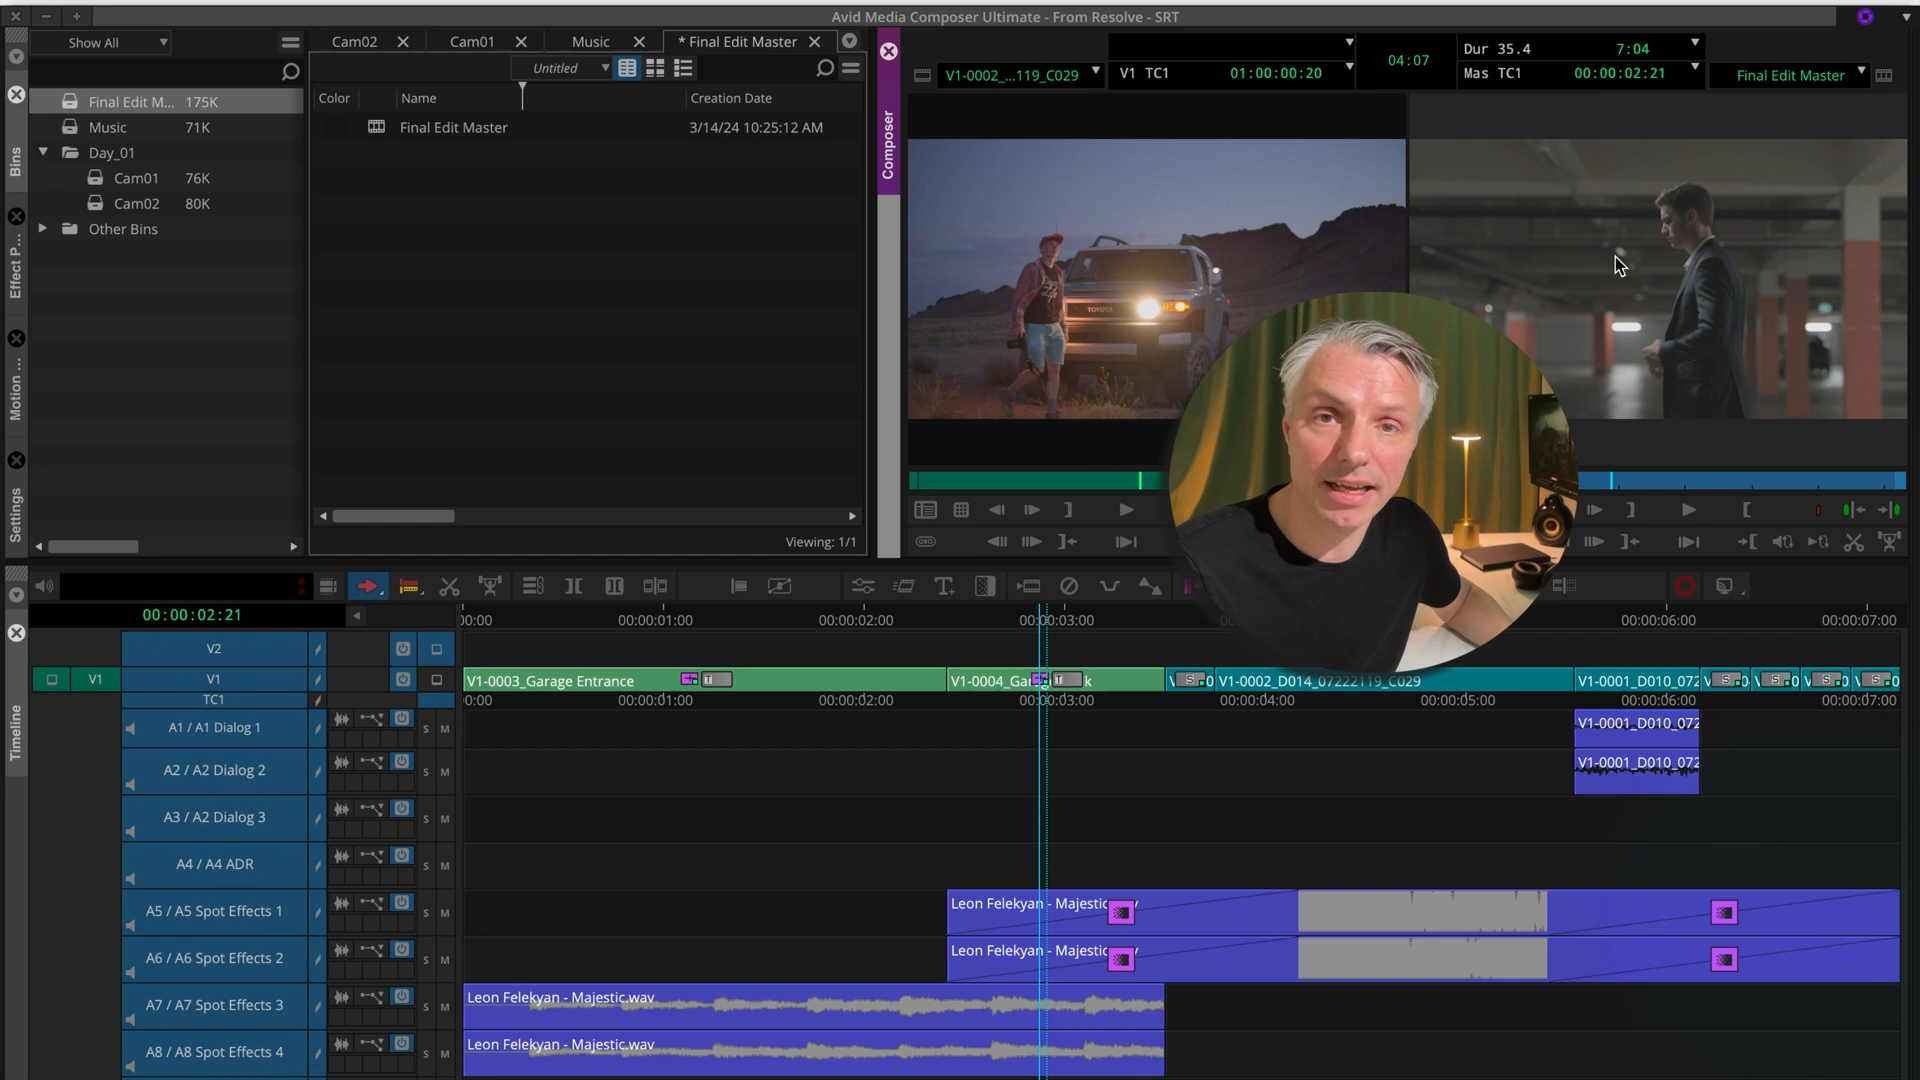 Avid Media Composer Ultimate - From Resolve - SRT
Show All
Cam02
Cam01
Music
* Final Edit Master
Untitled
Color
Name
Creation Date
Final Edit Master
3/14/24 10:25:12 AM
Viewing: 1/1
Final Edit M... 175K
Music 71K
Day_01
Cam01 76K
Cam02 80K
Other Bins
Bins
Effect P...
Motion ...
Settings
Composer
V1-0002_...119_C029
V1 TC1 01:00:00:20
04:07
Dur 35.4 7:04
Mas TC1 00:00:02:21
Final Edit Master
TOYOTA
00:00:02:21
00:00:01:00
00:00:02:00
00:00:03:00
00:00:06:00
00:00:07:00
Timeline
V2
V1
V1
V1-0003_Garage Entrance
V1-0002_D014_07222119_C029
V1-0001_D010_072
TC1
00:00:01:00
00:00:02:00
00:00:03:00
00:00:04:00
00:00:05:00
00:00:06:00
00:00:07:00
A1 / A1 Dialog 1
S M
V1-0001_D010_072
A2 / A2 Dialog 2
S M
V1-0001_D010_072
A3 / A2 Dialog 3
S M
A4 / A4 ADR
S M
A5 / A5 Spot Effects 1
S M
Leon Felekyan - Majestic
A6 / A6 Spot Effects 2
S M
Leon Felekyan - Majestic
A7 / A7 Spot Effects 3
S M
Leon Felekyan - Majestic.wav
A8 / A8 Spot Effects 4
S M
Leon Felekyan - Majestic.wav